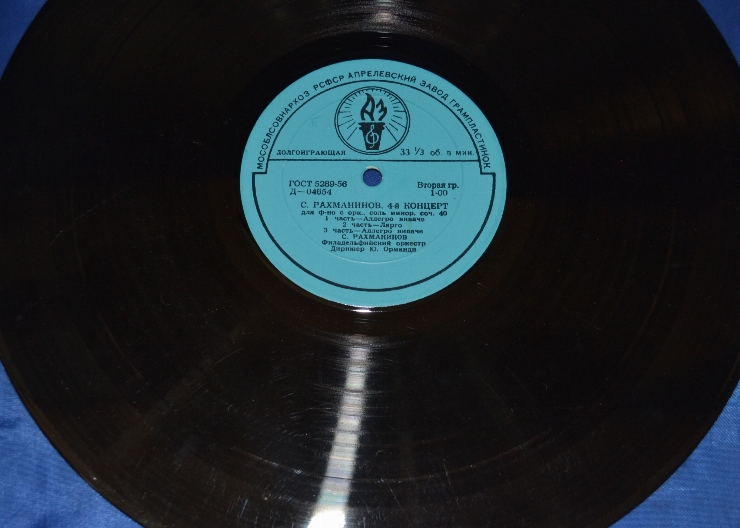 МОСОБЛСОВНАРХОЗ РСФСР АПРЕЛЕВСКИЙ ЗАВОД ГРАМПЛАСТИНОК
АЗ
ДОЛГОИГРАЮЩАЯ 33 1/3 об. в мин.
ГОСТ 5289-56 Вторая гр.
Д—04654 1-00
С. РАХМАНИНОВ. 4-й КОНЦЕРТ
для ф-но с орк., соль минор, соч. 40
1 часть—Аллегро виваче
2 часть—Ларго
3 часть—Аллегро виваче
С. РАХМАНИНОВ
Филадельфийский оркестр
Дирижер Ю. Орманди